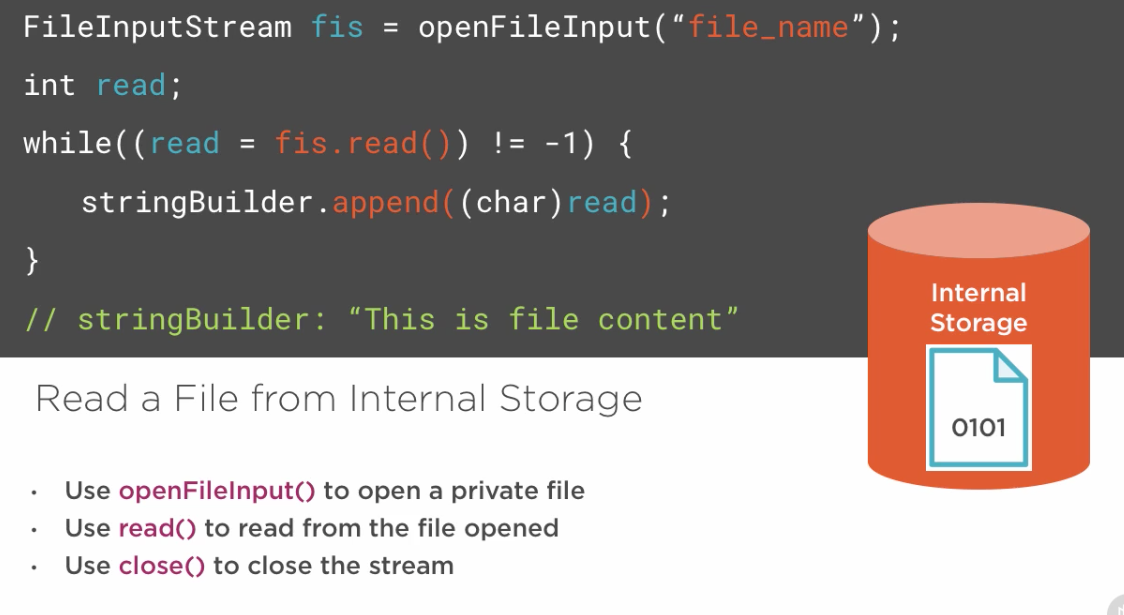 FileInputStream fis = openFileInput(“file_name”);
int read;
while((read = fis.read()) != -1) {
stringBuilder.append((char)read);
}
// stringBuilder: “This is file content”
Internal
Storage
0101
Read a File from Internal Storage
• Use openFileInput() to open a private file
• Use read() to read from the file opened
• Use close() to close the stream